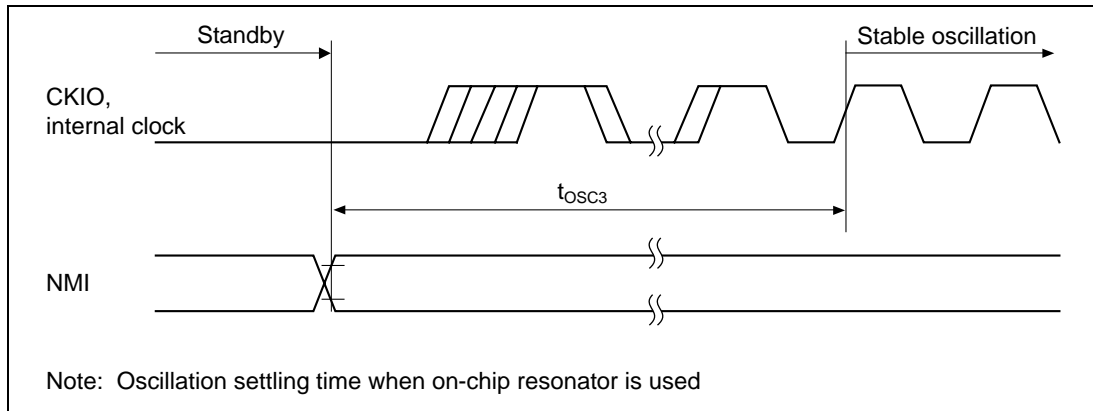 Standby
Stable oscillation
CKIO,
internal clock
tOSC3
NMI
Note: Oscillation settling time when on-chip resonator is used